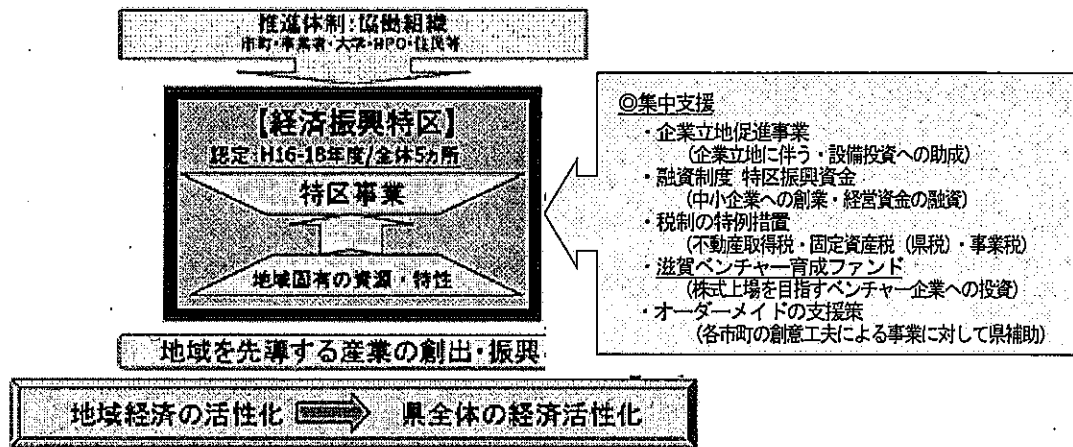 推進体制:協働組織
市町・事業者・大学・NPO・住民等
【経済振興特区】
認定:H16-18年度/全体5ヵ所
特区事業
地域固有の資源・特性
地域を先導する産業の創出・振興
地域経済の活性化 県全体の経済活性化
◎集中支援
・企業立地促進事業
(企業立地に伴う・設備投資への助成)
・融資制度 特区振興資金
(中小企業への創業・経営資金の融資)
・税制の特例措置
(不動産取得税・固定資産税(県税)・事業税)
・滋賀ベンチャー育成ファンド
(株式上場を目指すベンチャー企業への投資)
・オーダーメイドの支援策
(各市町の創意工夫による事業に対して県補助)